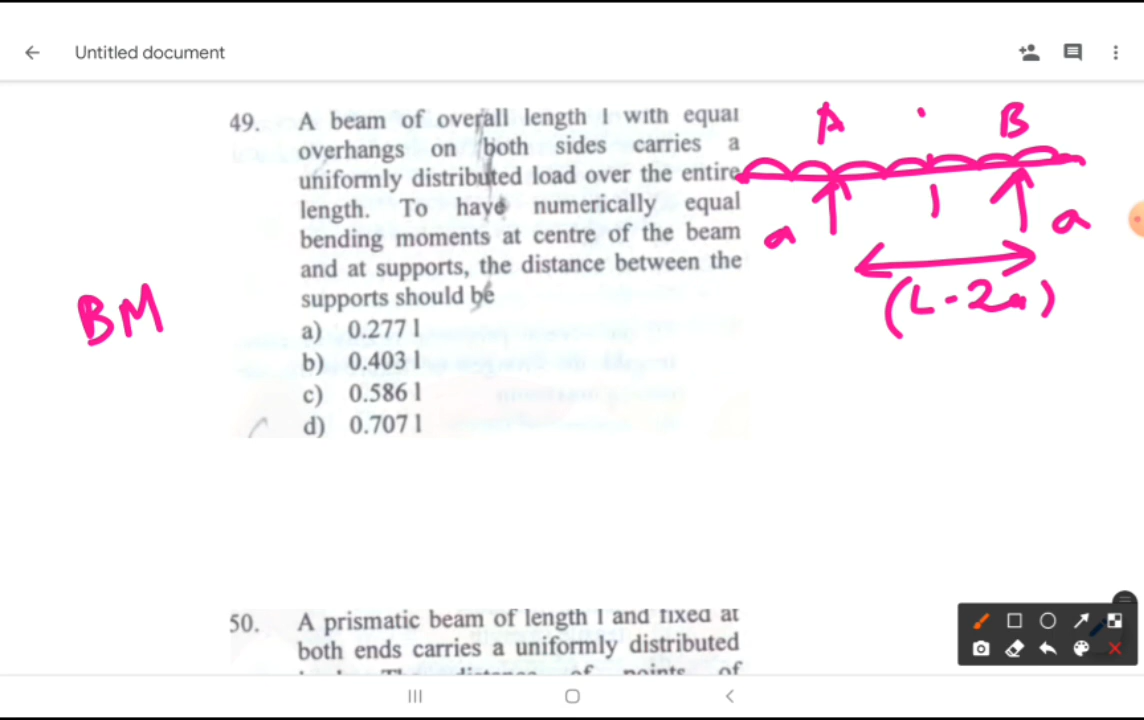 Untitled document
49. A beam of overall length l with equal
overhangs on both sides carries a
uniformly distributed load over the entire
length. To have numerically equal
bending moments at centre of the beam
and at supports, the distance between the
supports should be
a) 0.277 l
b) 0.403 l
c) 0.586 l
d) 0.707 l
A B
a a
(L-2a)
BM
50. A prismatic beam of length l and fixed at
both ends carries a uniformly distributed
of points of